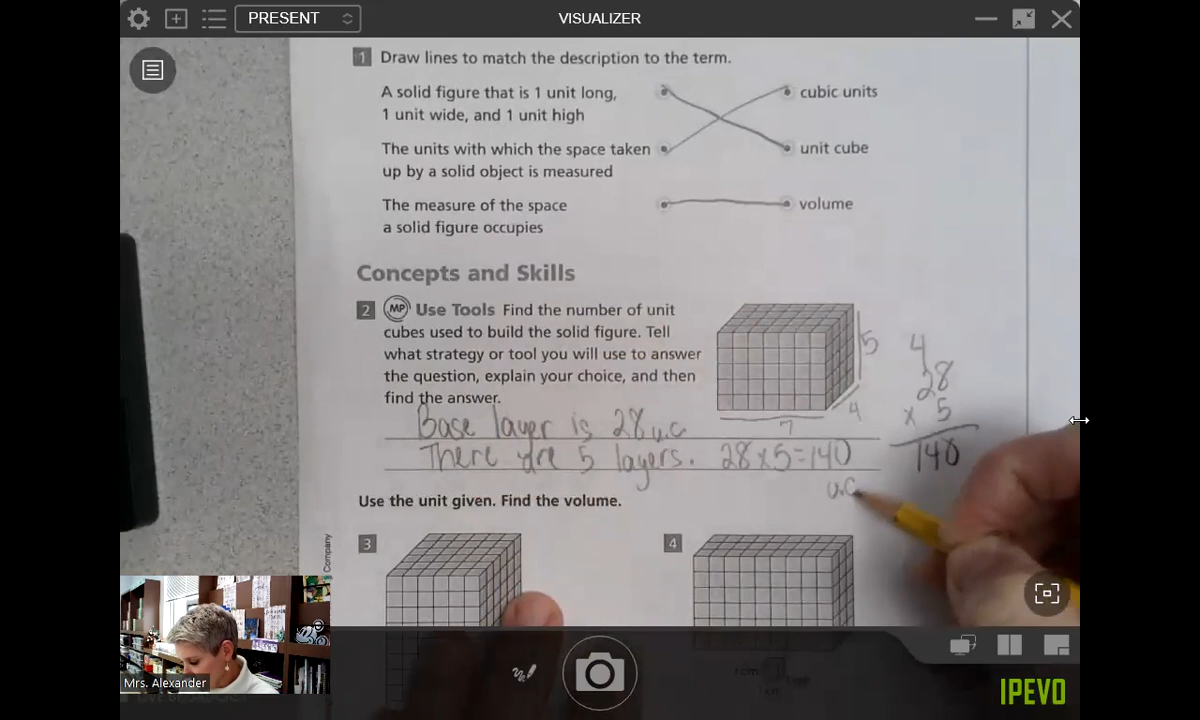 PRESENT
VISUALIZER
1 Draw lines to match the description to the term.
A solid figure that is 1 unit long,
1 unit wide, and 1 unit high
cubic units
The units with which the space taken
up by a solid object is measured
unit cube
The measure of the space
a solid figure occupies
volume
Concepts and Skills
2 MP Use Tools Find the number of unit
cubes used to build the solid figure. Tell
what strategy or tool you will use to answer
the question, explain your choice, and then
find the answer.
5
4
7
4
28
x 5
140
Base layer is 28 u.c
There are 5 layers. 28 x 5 = 140
u.c.
Use the unit given. Find the volume.
3
4
Company
Mrs. Alexander
IPEVO